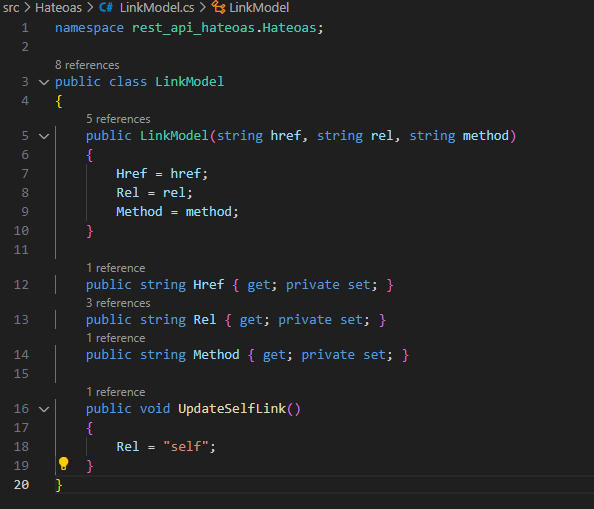 src > Hateoas > C# LinkModel.cs > LinkModel
1 namespace rest_api_hateoas.Hateoas;
2
8 references
3 public class LinkModel
4 {
5 references
5 public LinkModel(string href, string rel, string method)
6 {
7 Href = href;
8 Rel = rel;
9 Method = method;
10 }
11
1 reference
12 public string Href { get; private set; }
3 references
13 public string Rel { get; private set; }
1 reference
14 public string Method { get; private set; }
15
1 reference
16 public void UpdateSelfLink()
17 {
18 Rel = "self";
19 }
20 }